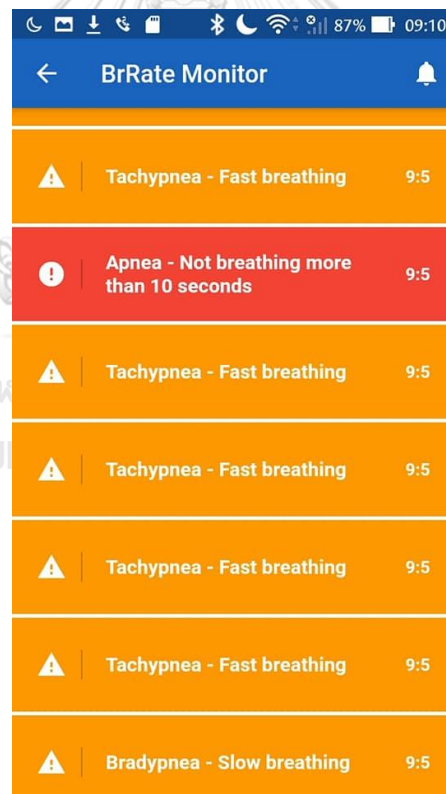 87% 09:10
BrRate Monitor
Tachypnea - Fast breathing 9:5
Apnea - Not breathing more
than 10 seconds 9:5
Tachypnea - Fast breathing 9:5
Tachypnea - Fast breathing 9:5
Tachypnea - Fast breathing 9:5
Tachypnea - Fast breathing 9:5
Bradypnea - Slow breathing 9:5